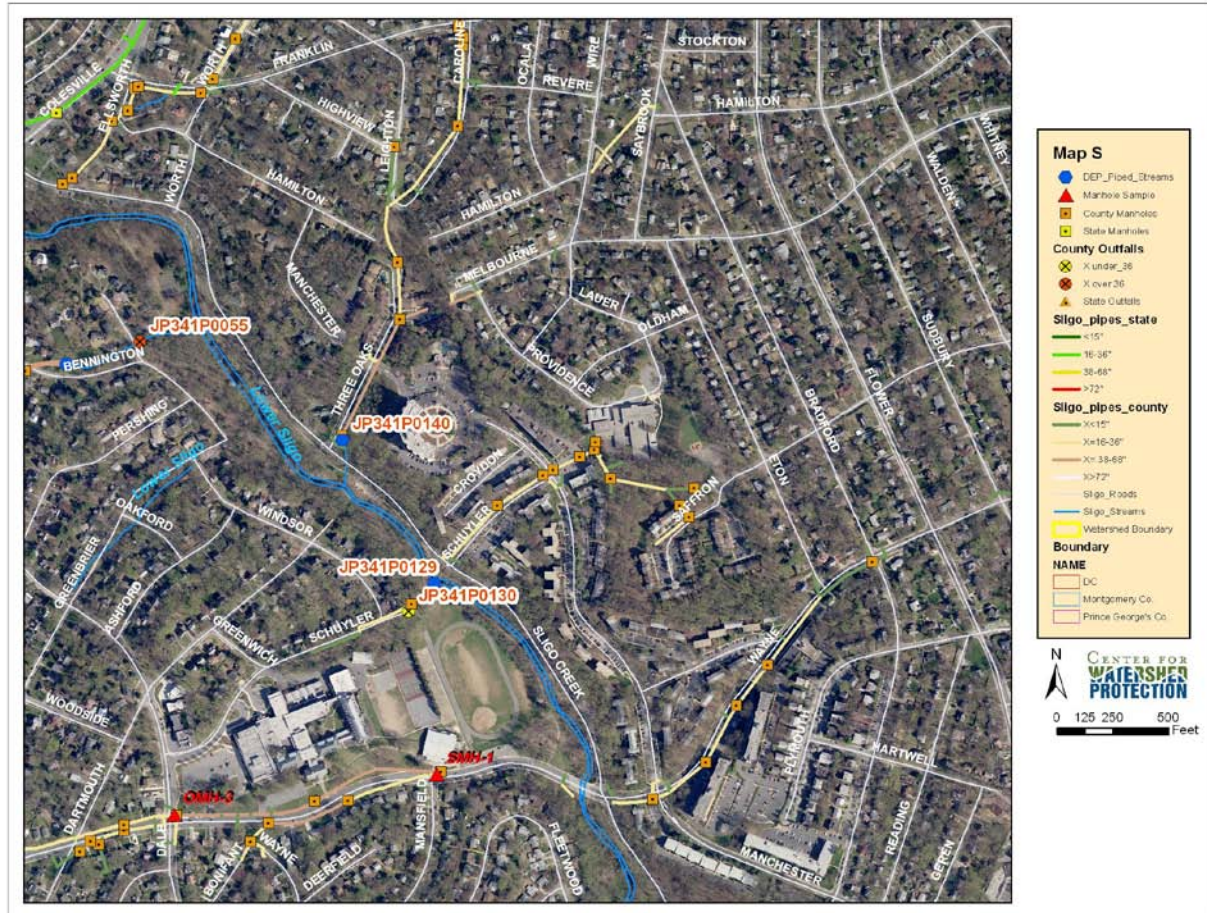 COLESVILLE
ELLSWORTH
WORTH
FRANKLIN
CAROLINE
OCALA
WIRE
STOCKTON
REVERE
SAYBROOK
HAMILTON
HIGHVIEW
LEIGHTON
WHITNEY
WALDEN
WORTH
HAMILTON
HAMILTON
MANCHESTER
MELBOURNE
LAUER
OLDHAM
SUDBURY
JP341P0055
BENNINGTON
PROVIDENCE
FLOWER
BRADFORD
THREE OAKS
Lower Sligo
PERSHING
JP341P0140
Lower Sligo
CROYDON
ETON
OAKFORD
WINDSOR
SAFFRON
SCHUYLER
GREENBRIER
ASHFORD
JP341P0129
JP341P0130
SCHUYLER
GREENWICH
SLIGO CREEK
WAYNE
WOODSIDE
PLYMOUTH
HARTWELL
SMH-1
OMH-3
DARTMOUTH
DALE
MANSFIELD
BONIFANT
WAYNE
DEERFIELD
FLEETWOOD
MANCHESTER
READING
GEREN
Map S
DEP_Piped_Streams
Manhole Sample
County Manholes
State Manholes
County Outfalls
X under_36
X over 36
State Outfalls
Sligo_pipes_state
<15"
16-36"
38-68"
>72"
Sligo_pipes_county
X<15"
X=16-36"
X= 38-68"
X>72"
Sligo_Roads
Sligo_Streams
Watershed Boundary
Boundary
NAME
DC
Montgomery Co.
Prince George's Co.
N
CENTER FOR
WATERSHED
PROTECTION
0 125 250 500
Feet